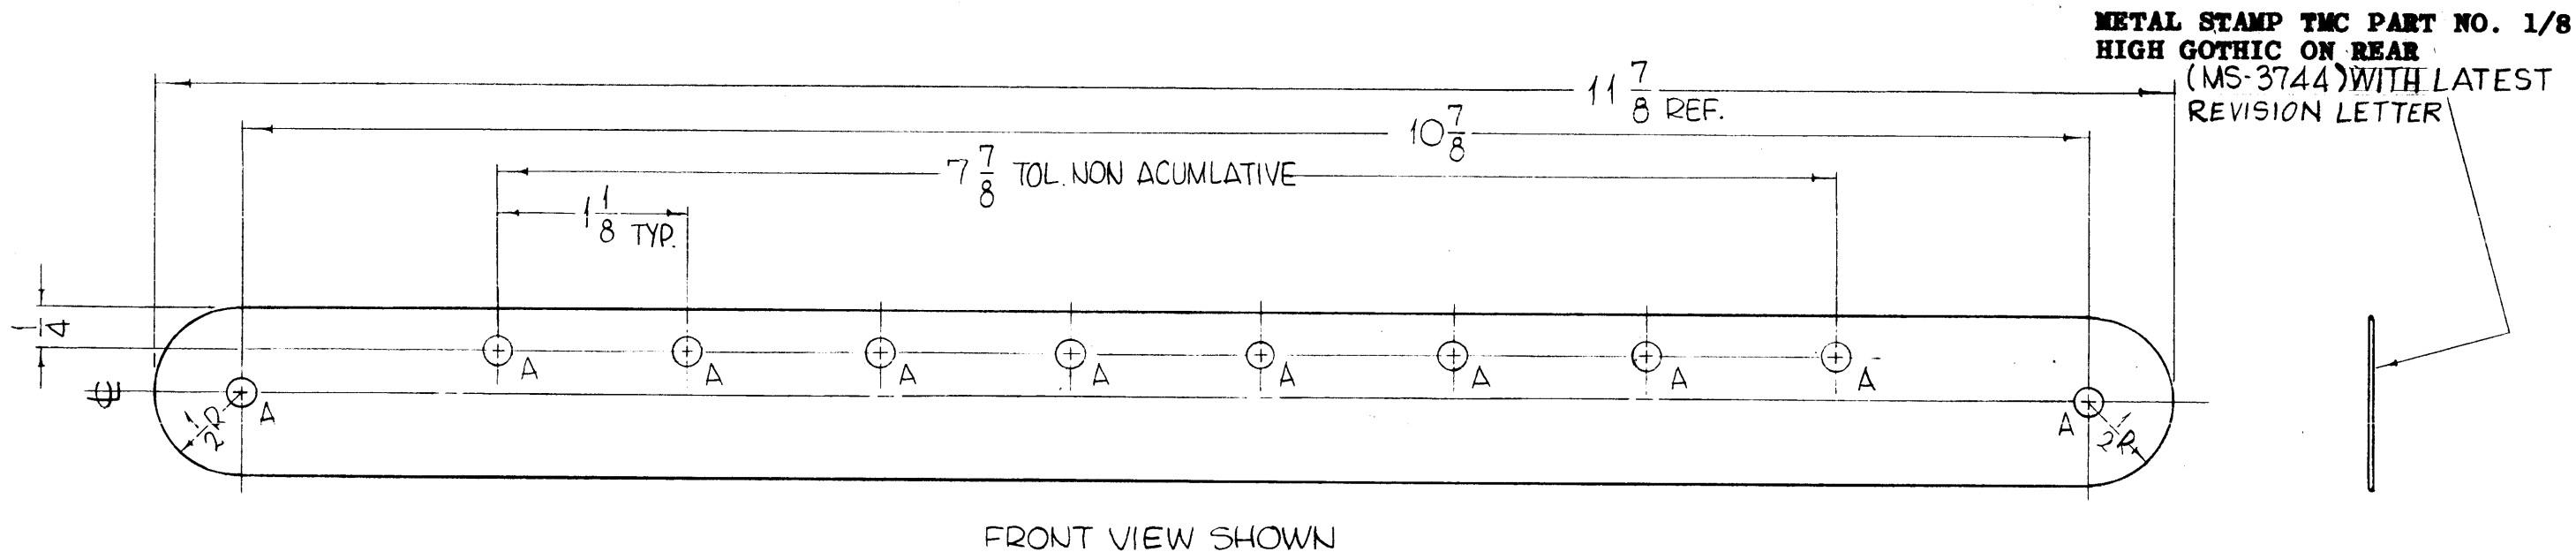 METAL STAMP TMC PART NO. 1/8
HIGH GOTHIC ON REAR
(MS-3744) WITH LATEST
REVISION LETTER
11 7/8 REF.
10 7/8
7 7/8 TOL. NON ACUMLATIVE
1 1/8 TYP.
1/4
A A A A A A A A
℄
A
A
1/2 R
1/2 R
FRONT VIEW SHOWN